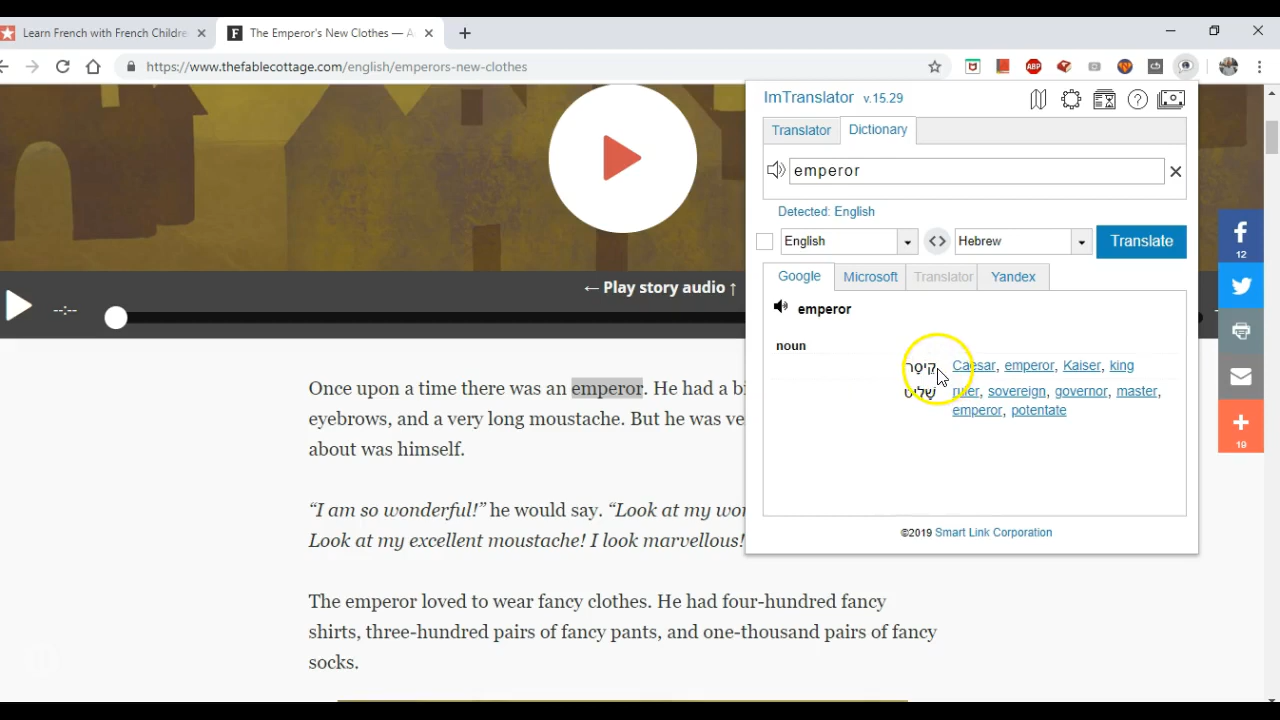 Learn French with French Childre
The Emperor's New Clothes — A
https://www.thefablecottage.com/english/emperors-new-clothes
ABP
ImTranslator v.15.29
Translator Dictionary
emperor
Detected: English
English Hebrew Translate
Google Microsoft Translator Yandex
emperor
noun
קֵיסָר Caesar, emperor, Kaiser, king
שַׁלִיט ruler, sovereign, governor, master,
emperor, potentate
©2019 Smart Link Corporation
← Play story audio ↑
--:--
12
19
Once upon a time there was an emperor. He had a bi
eyebrows, and a very long moustache. But he was ve
about was himself.
“I am so wonderful!” he would say. “Look at my wor
Look at my excellent moustache! I look marvellous!
The emperor loved to wear fancy clothes. He had four-hundred fancy
shirts, three-hundred pairs of fancy pants, and one-thousand pairs of fancy
socks.